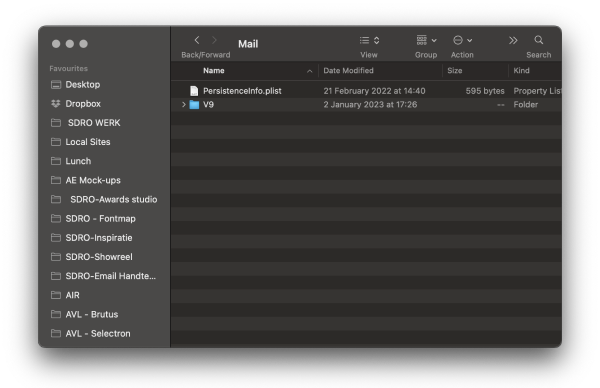 Mail
Back/Forward
View
Group
Action
Search
Favourites
Desktop
Dropbox
SDRO WERK
Local Sites
Lunch
AE Mock-ups
SDRO-Awards studio
SDRO - Fontmap
SDRO-Inspiratie
SDRO-Showreel
SDRO-Email Handte...
AIR
AVL - Brutus
AVL - Selectron
Name Date Modified Size Kind
PersistenceInfo.plist 21 February 2022 at 14:40 595 bytes Property List
V9 2 January 2023 at 17:26 -- Folder